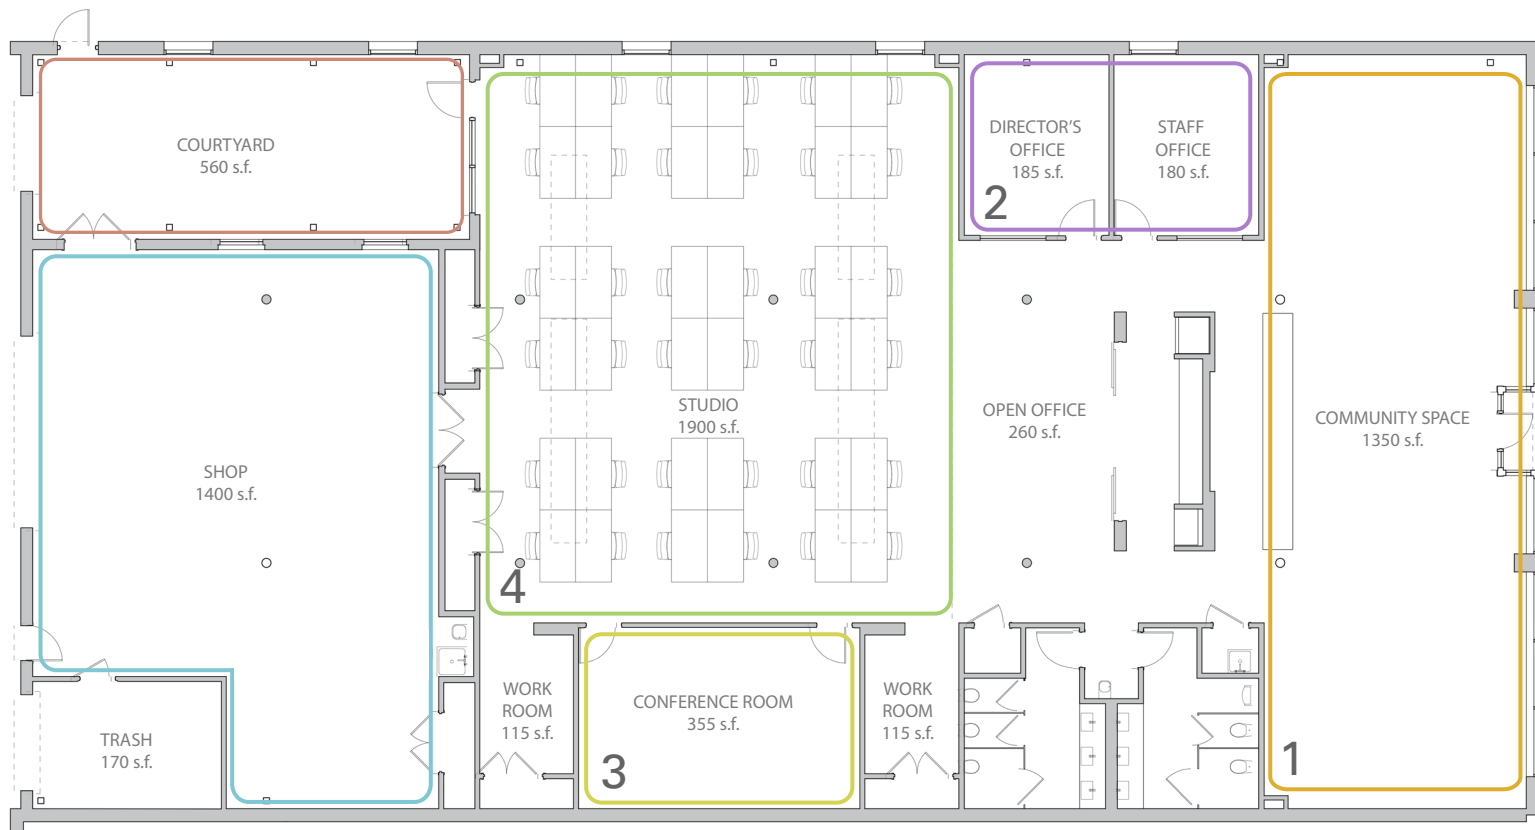 COURTYARD
560 s.f.
DIRECTOR'S
OFFICE
185 s.f.
2
STAFF
OFFICE
180 s.f.
SHOP
1400 s.f.
STUDIO
1900 s.f.
4
OPEN OFFICE
260 s.f.
COMMUNITY SPACE
1350 s.f.
1
TRASH
170 s.f.
WORK
ROOM
115 s.f.
CONFERENCE ROOM
355 s.f.
3
WORK
ROOM
115 s.f.